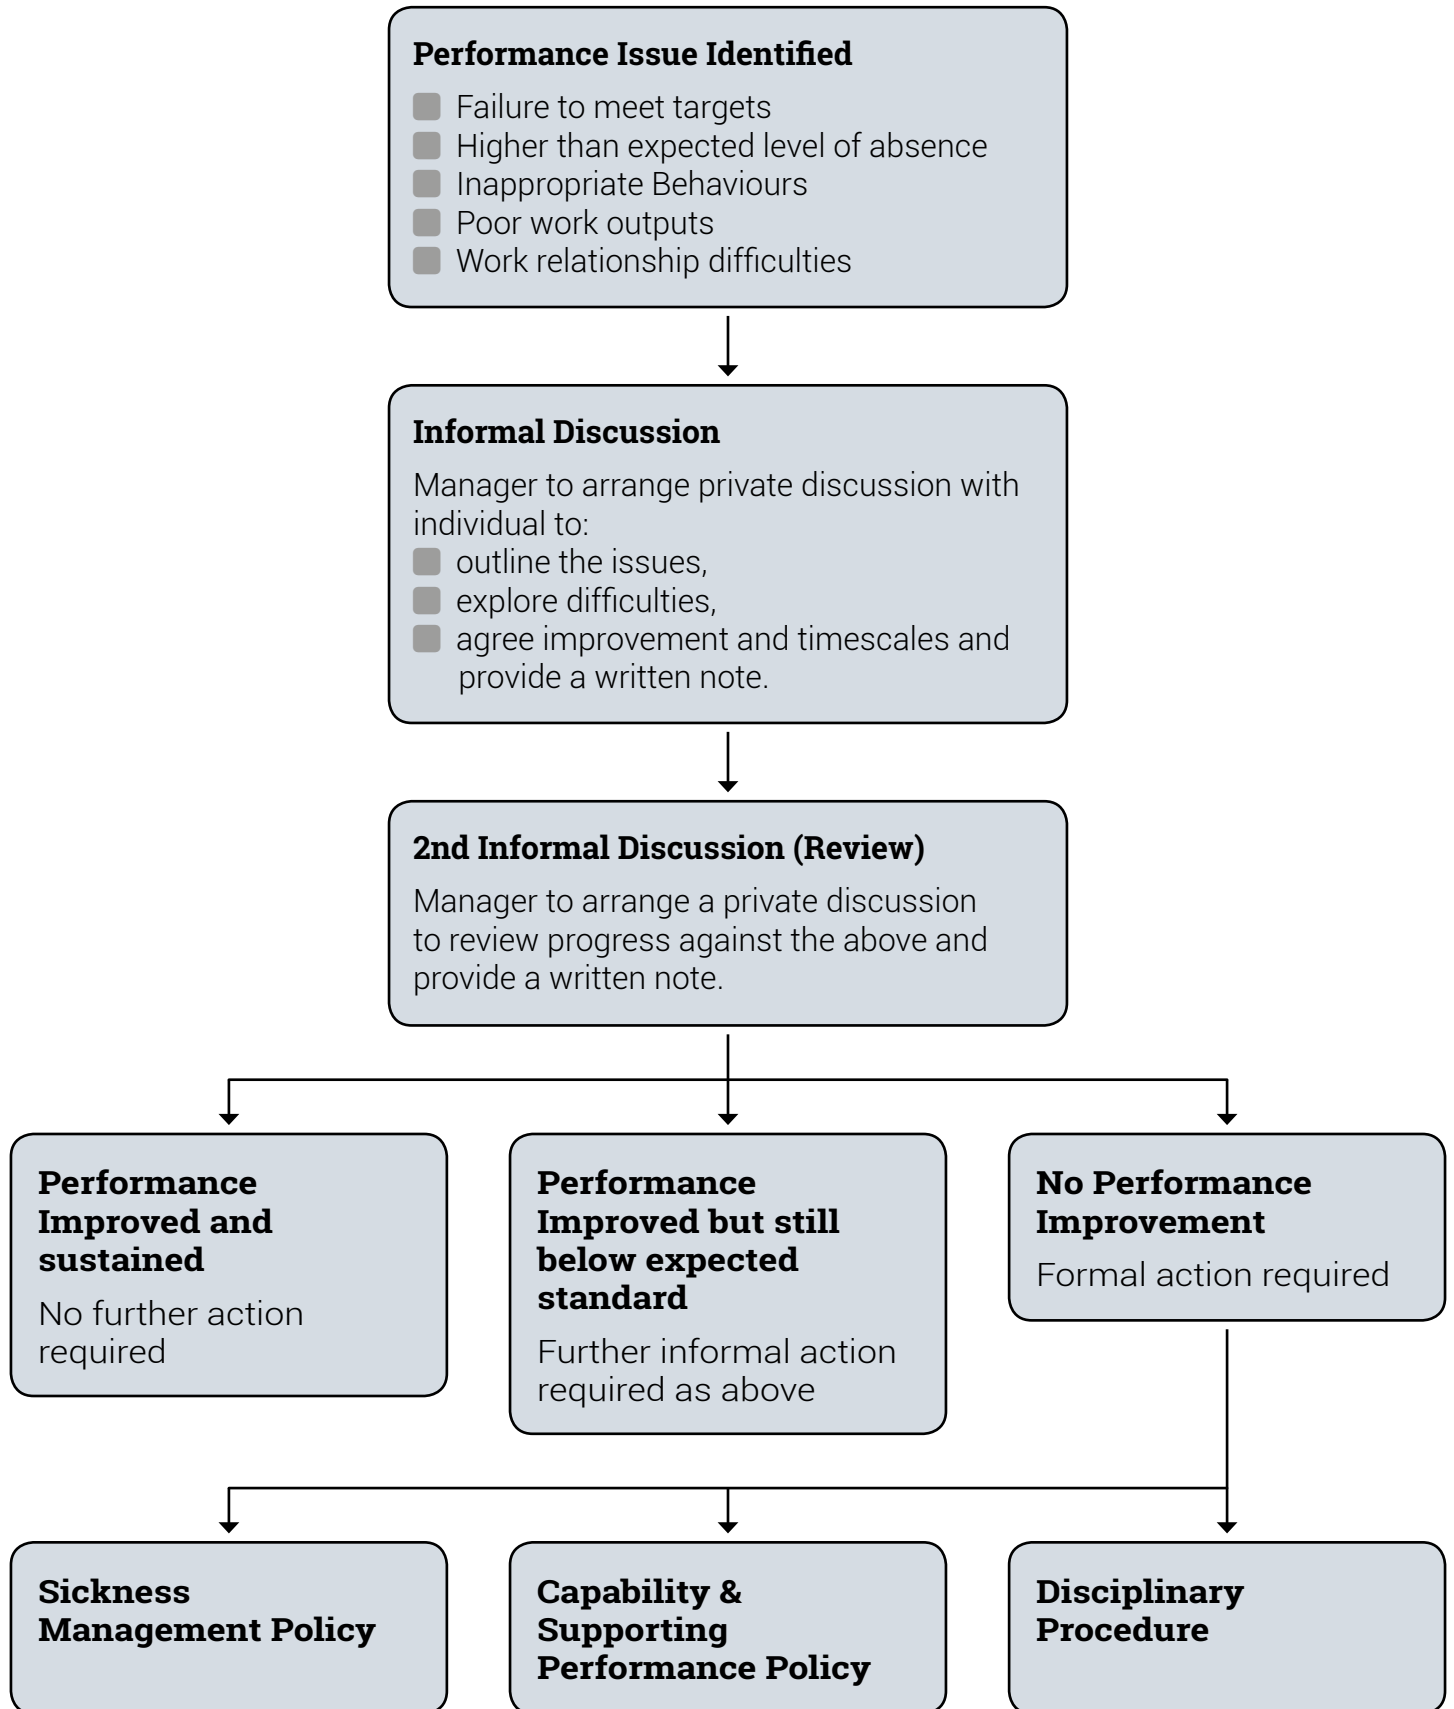 Performance Issue Identified
Failure to meet targets
Higher than expected level of absence
Inappropriate Behaviours
Poor work outputs
Work relationship difficulties
Informal Discussion
Manager to arrange private discussion with
individual to:
outline the issues,
explore difficulties,
agree improvement and timescales and
provide a written note.
2nd Informal Discussion (Review)
Manager to arrange a private discussion
to review progress against the above and
provide a written note.
Performance
Improved and
sustained
No further action
required
Performance
Improved but still
below expected
standard
Further informal action
required as above
No Performance
Improvement
Formal action required
Sickness
Management Policy
Capability &
Supporting
Performance Policy
Disciplinary
Procedure